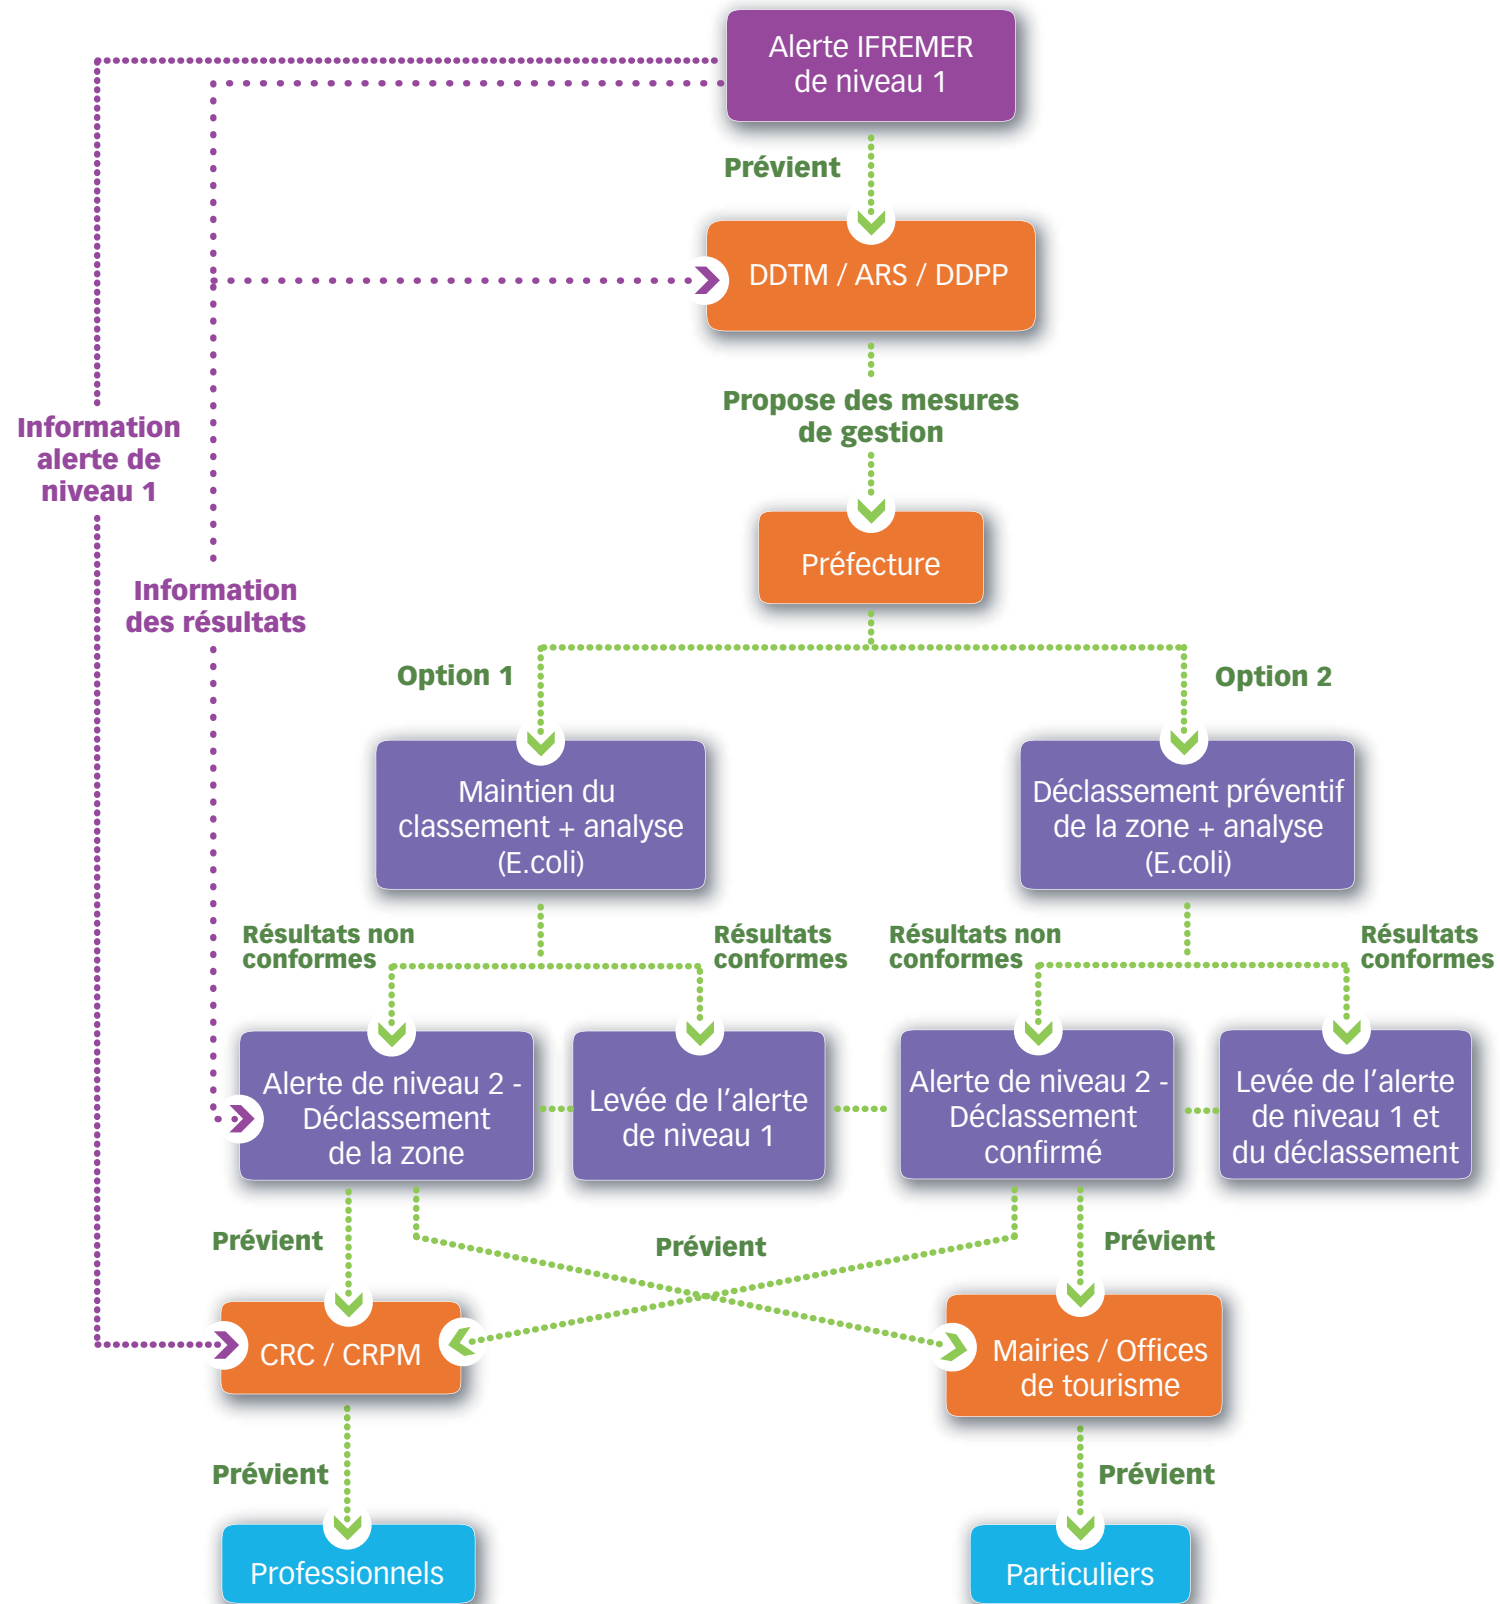 Alerte IFREMER
de niveau 1
Prévient
DDTM / ARS / DDPP
Propose des mesures
de gestion
Information
alerte de
niveau 1
Préfecture
Information
des résultats
Option 1
Option 2
Maintien du
classement + analyse
(E.coli)
Déclassement préventif
de la zone + analyse
(E.coli)
Résultats non
conformes
Résultats
conformes
Résultats non
conformes
Résultats
conformes
Alerte de niveau 2 -
Déclassement
de la zone
Levée de l’alerte
de niveau 1
Alerte de niveau 2 -
Déclassement
confirmé
Levée de l’alerte
de niveau 1 et
du déclassement
Prévient
Prévient
Prévient
CRC / CRPM
Mairies / Offices
de tourisme
Prévient
Prévient
Professionnels
Particuliers